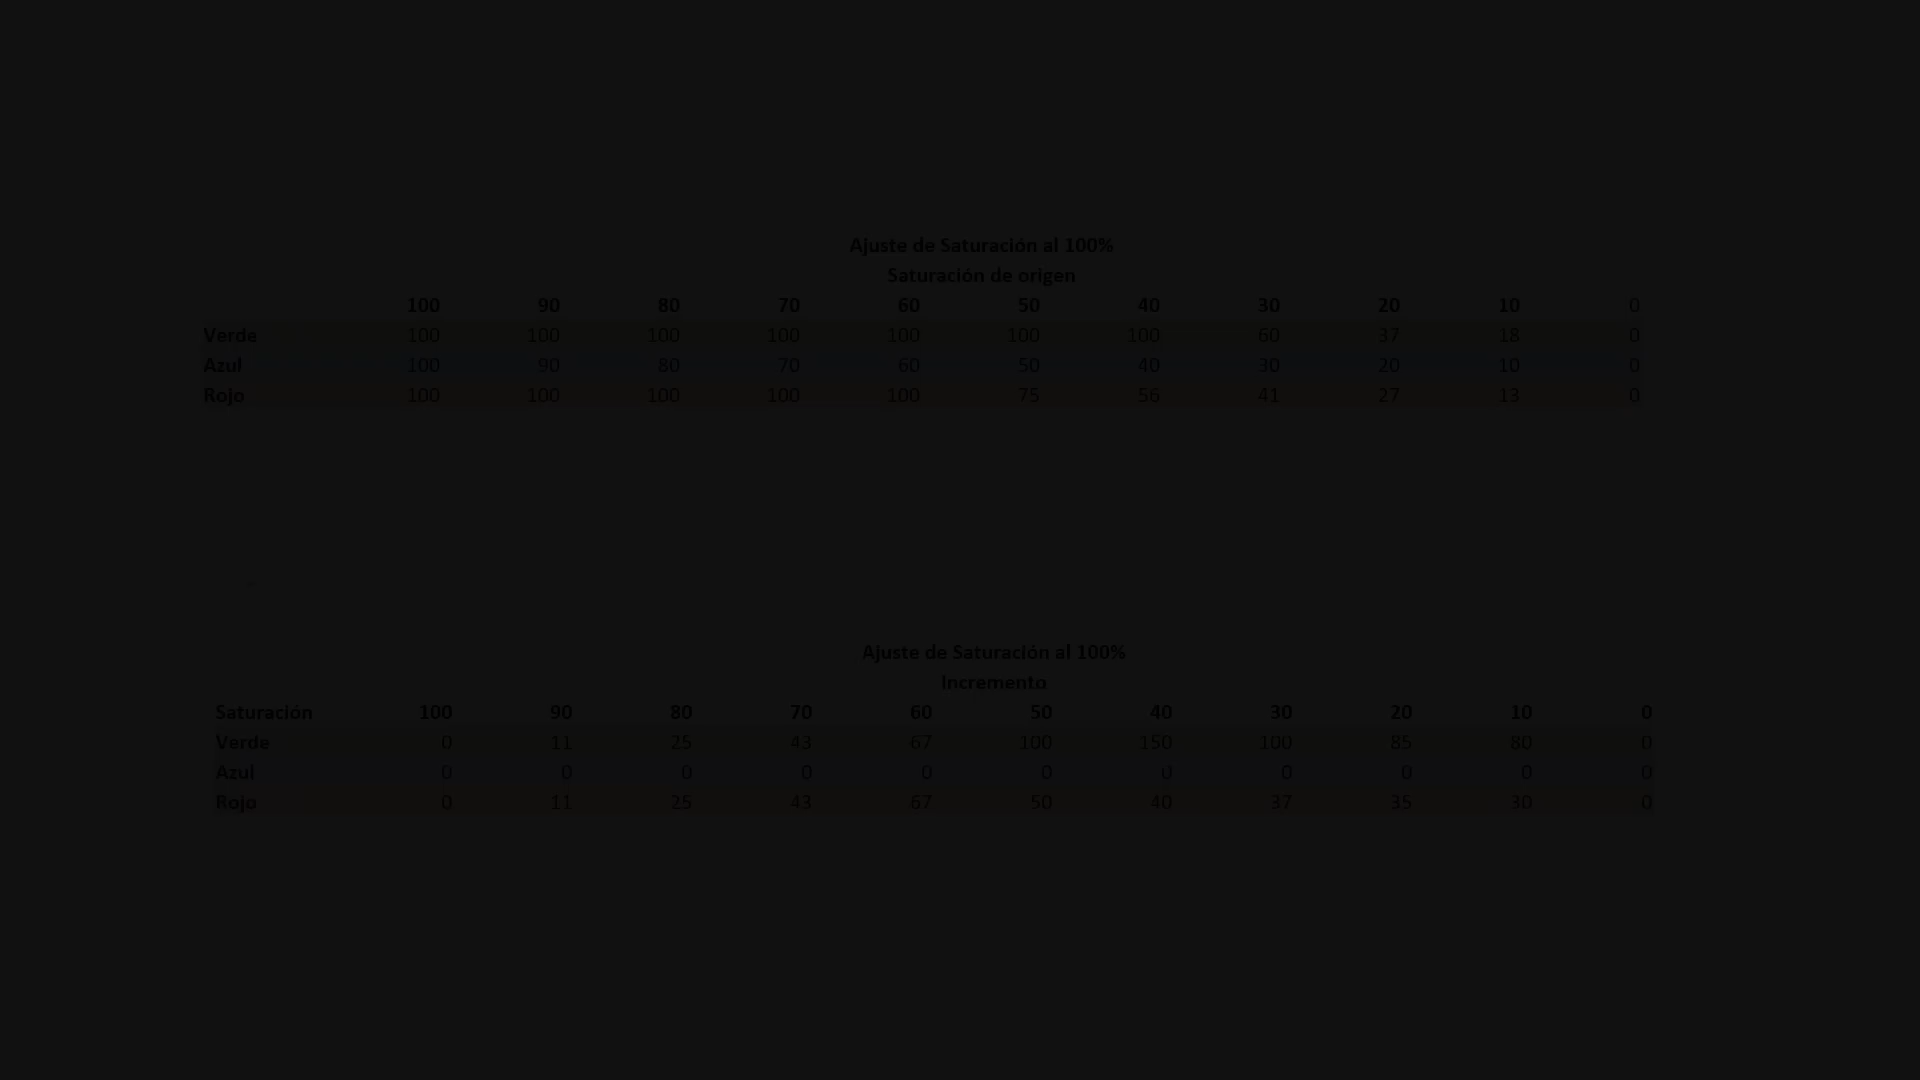 Ajuste de Saturación al 100%
Saturación de origen
100 90 80 70 60 50 40 30 20 10 0
Verde 100 100 100 100 100 100 100 60 37 18 0
Azul 100 90 80 70 60 50 40 30 20 10 0
Rojo 100 100 100 100 100 75 56 41 27 13 0
Ajuste de Saturación al 100%
Incremento
Saturación 100 90 80 70 60 50 40 30 20 10 0
Verde 0 11 25 43 67 100 150 100 85 80 0
Azul 0 0 0 0 0 0 0 0 0 0 0
Rojo 0 11 25 43 67 50 40 37 35 30 0